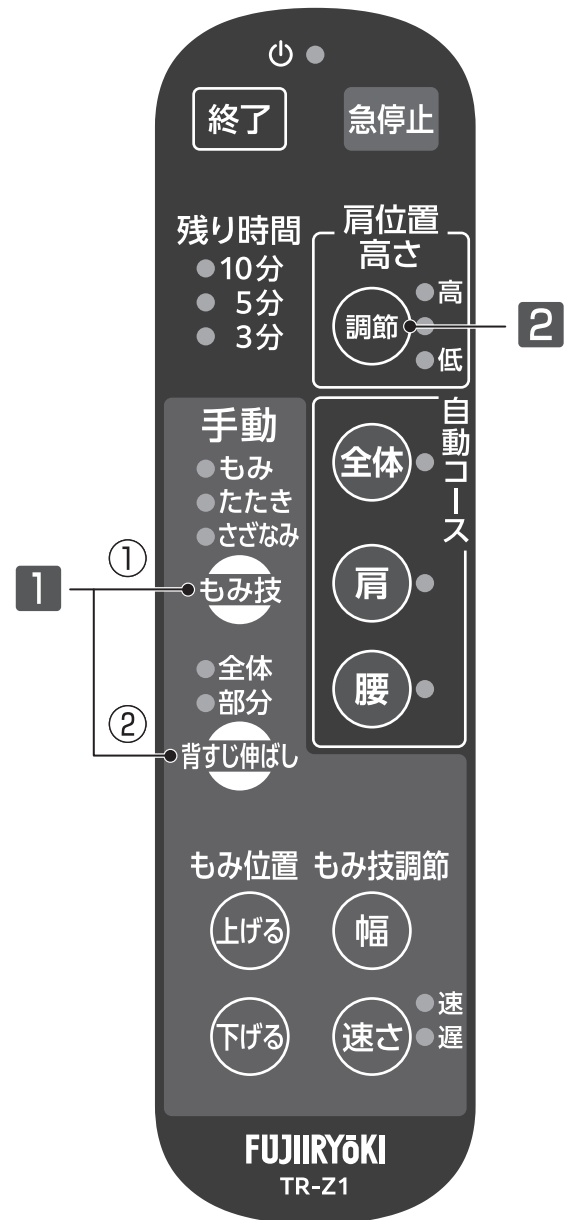 終了
急停止
残り時間
10分
5分
3分
肩位置
高さ
調節
高
低
2
自動コース
全体
肩
腰
手動
もみ
たたき
さざなみ
1
①
もみ技
全体
部分
②
背すじ伸ばし
もみ位置
上げる
下げる
もみ技調節
幅
速さ
速
遅
FUJIIRYōKI
TR-Z1